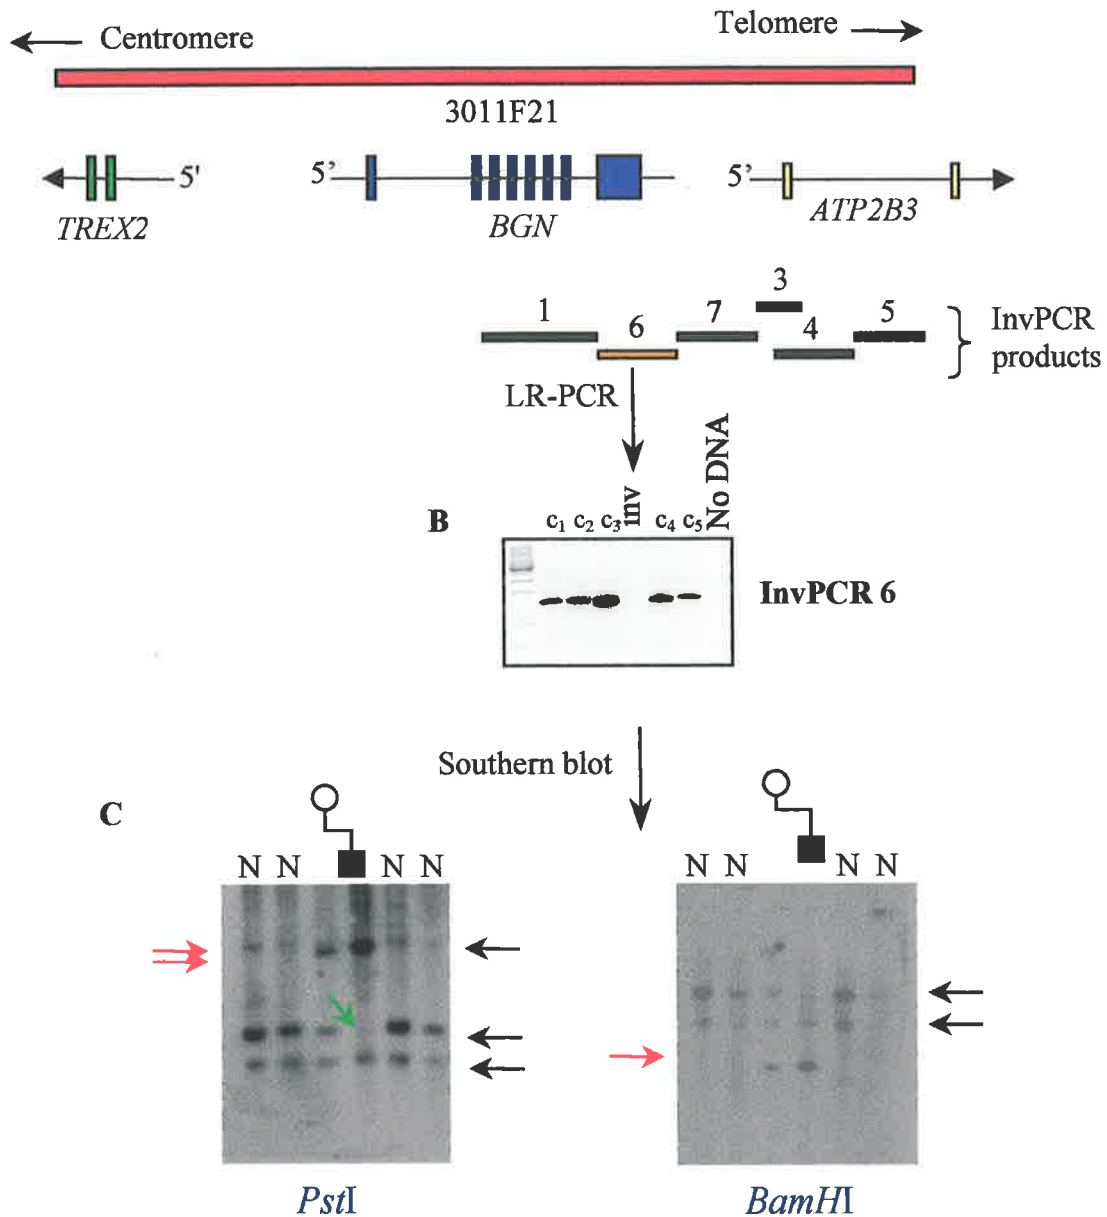 Centromere
Telomere
3011F21
5'
5'
5'
TREX2
BGN
ATP2B3
1
6
7
3
4
5
InvPCR
products
LR-PCR
B
c1 c2 c3 inv c4 c5 No DNA
InvPCR 6
Southern blot
C
N N N N
N N N N
PstI
BamHI